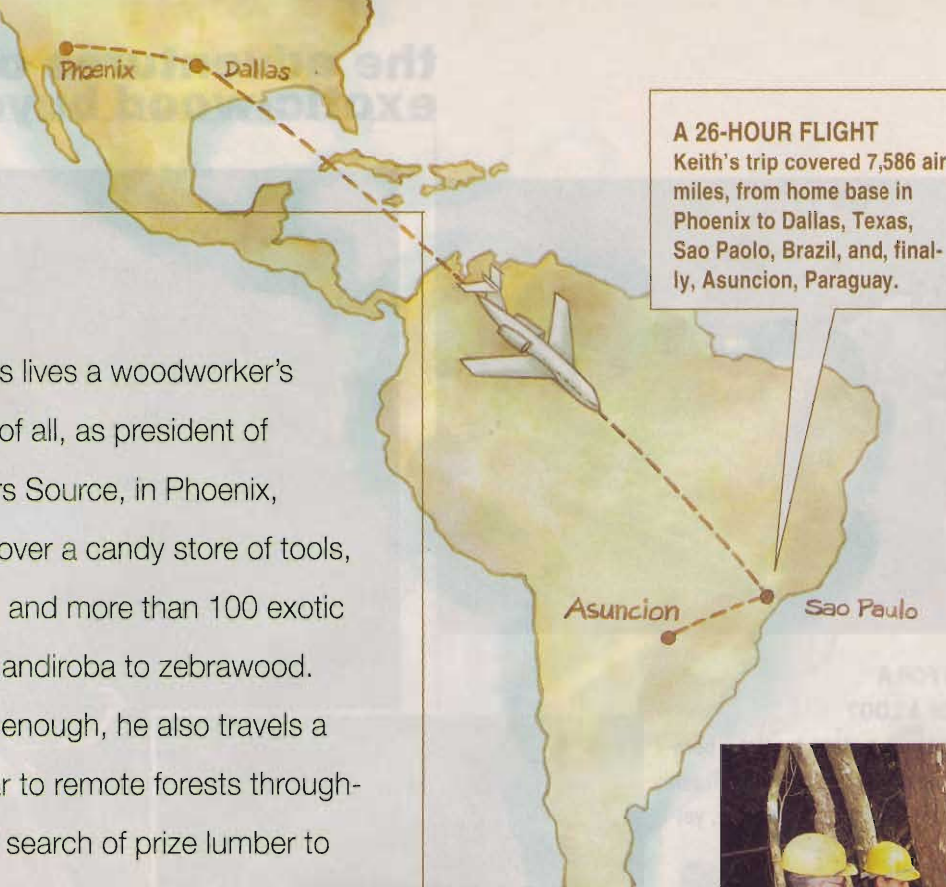 Phoenix
Dallas
A 26-HOUR FLIGHT
Keith's trip covered 7,586 air
miles, from home base in
Phoenix to Dallas, Texas,
Sao Paolo, Brazil, and, final-
ly, Asuncion, Paraguay.
s lives a woodworker's
of all, as president of
rs Source, in Phoenix,
over a candy store of tools,
and more than 100 exotic
andiroba to zebrawood.
enough, he also travels a
r to remote forests through-
search of prize lumber to
Asuncion
Sao Paulo